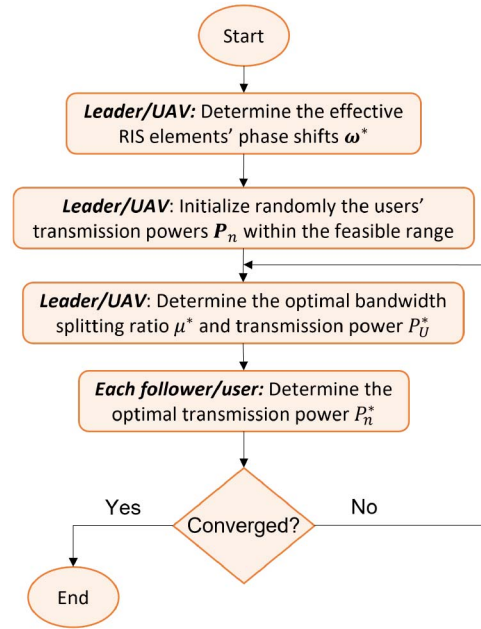 Start
Leader/UAV: Determine the effective
RIS elements' phase shifts ω*
Leader/UAV: Initialize randomly the users'
transmission powers Pₙ within the feasible range
Leader/UAV: Determine the optimal bandwidth
splitting ratio μ* and transmission power P*_U
Each follower/user: Determine the
optimal transmission power P*_n
Yes
Converged?
No
End